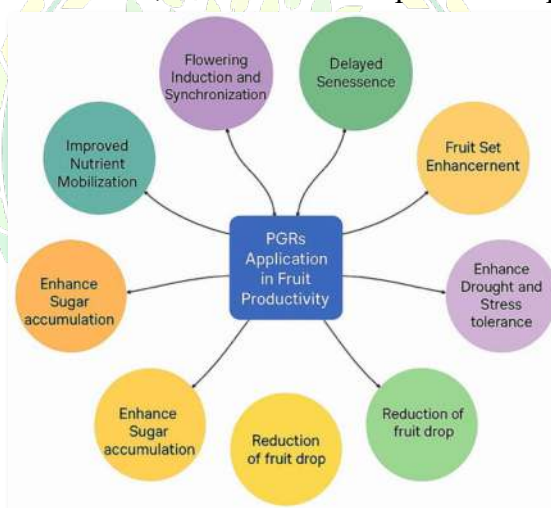 Flowering
Induction and
Synchronization
Delayed
Senessence
Improved
Nutrient
Mobilization
Fruit Set
Enhancernent
PGRs
Application
in Fruit
Productivity
Enhance
Sugar
accumulation
Enhance
Drought and
Stress
tolerance
Enhance
Sugar
accumulation
Reduction
of fruit drop
Reduction of
fruit drop